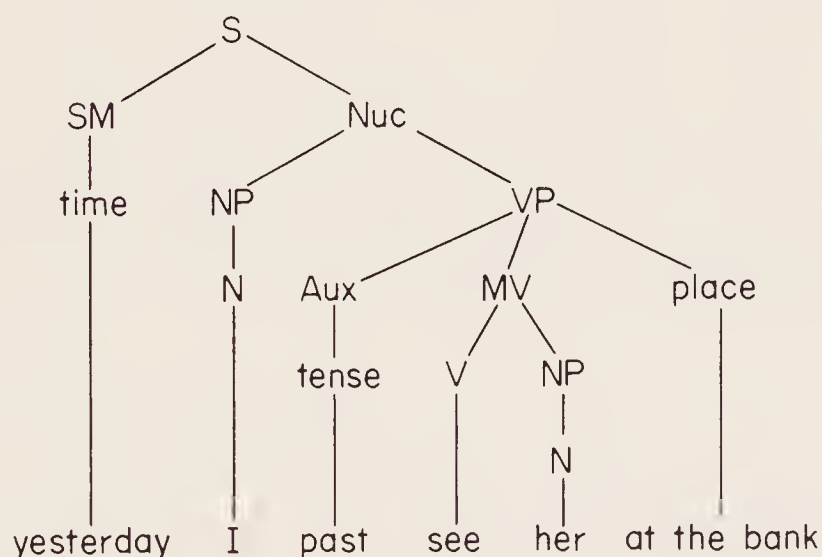 S
SM Nuc
time NP VP
N Aux MV place
tense V NP
N
yesterday I past see her at the bank